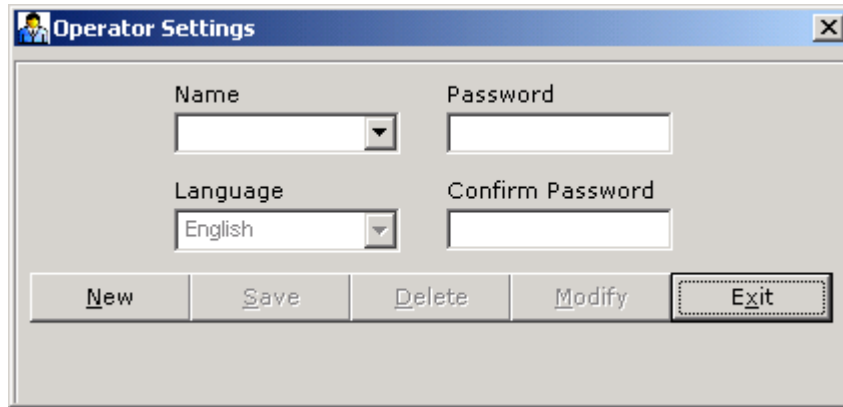 Operator Settings
Name Password
Language Confirm Password
English
New Save Delete Modify Exit